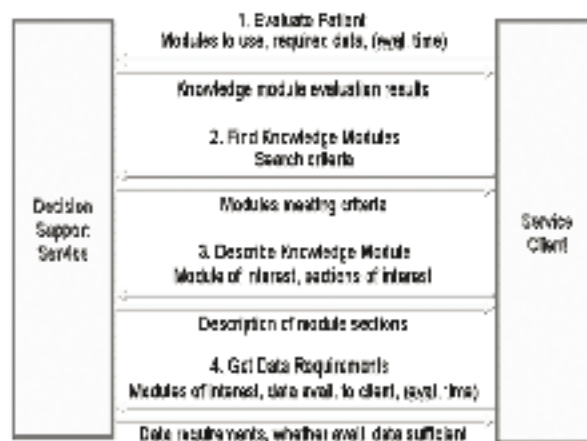 1. Evaluate Patient
Modules to use, required data, (eval. time)
Knowledge module evaluation results
2. Find Knowledge Modules
Search criteria
Modules meeting criteria
3. Describe Knowledge Module
Module of interest, sections of interest
Description of module sections
4. Get Data Requirements
Modules of interest, data avail. to client, (eval. time)
Data requirements, whether avail. data sufficient
Decision
Support
Service
Service
Client